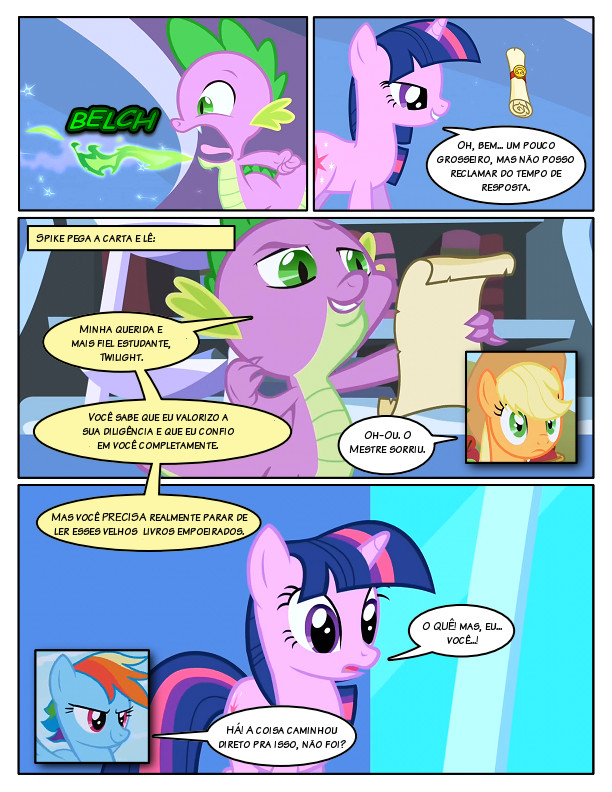 BELCH
OH, BEM... UM POUCO
GROSSEIRO, MAS NÃO POSSO
RECLAMAR DO TEMPO DE
RESPOSTA.
SPIKE PEGA A CARTA E LÊ:
MINHA QUERIDA E
MAIS FIEL ESTUDANTE,
TWILIGHT.
VOCÊ SABE QUE EU VALORIZO A
SUA DILIGÊNCIA E QUE EU CONFIO
EM VOCÊ COMPLETAMENTE.
OH-OU. O
MESTRE SORRIU.
MAS VOCÊ PRECISA REALMENTE PARAR DE
LER ESSES VELHOS LIVROS EMPOEIRADOS.
O QUÊ! MAS, EU...
VOCÊ..!
HÁ! A COISA CAMINHOU
DIRETO PRA ISSO, NÃO FOI?